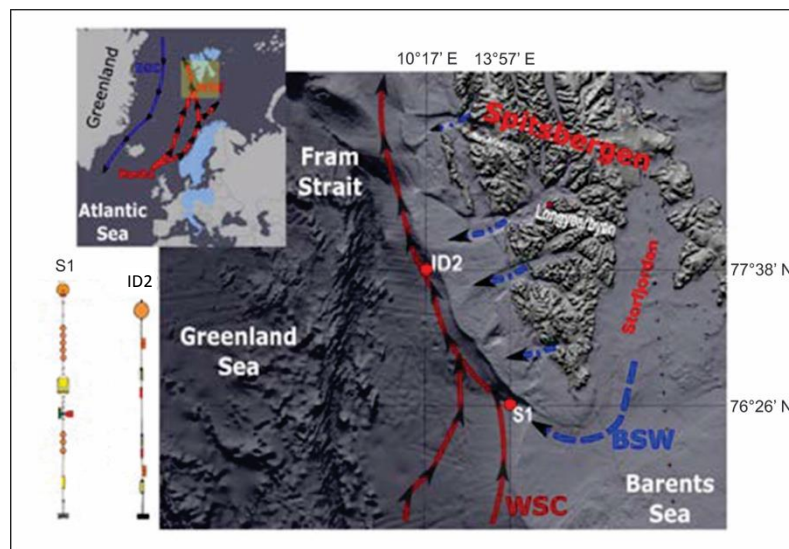 10°17' E 13°57' E
Greenland
Atlantic
Sea
Fram
Strait
Spitsbergen
Longyearbyen
Storfjorden
ID2
77°38' N
Greenland
Sea
S1
76°26' N
BSW
WSC
Barents
Sea
S1
ID2